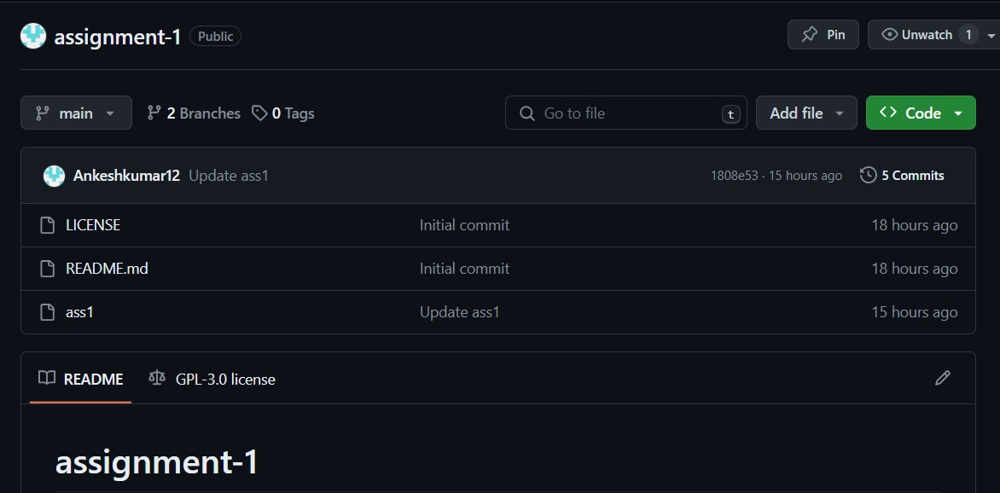 assignment-1 Public Pin Unwatch 1
main 2 Branches 0 Tags Go to file t Add file <> Code
Ankeshkumar12 Update ass1 1808e53 · 15 hours ago 5 Commits
LICENSE Initial commit 18 hours ago
README.md Initial commit 18 hours ago
ass1 Update ass1 15 hours ago
README GPL-3.0 license
assignment-1